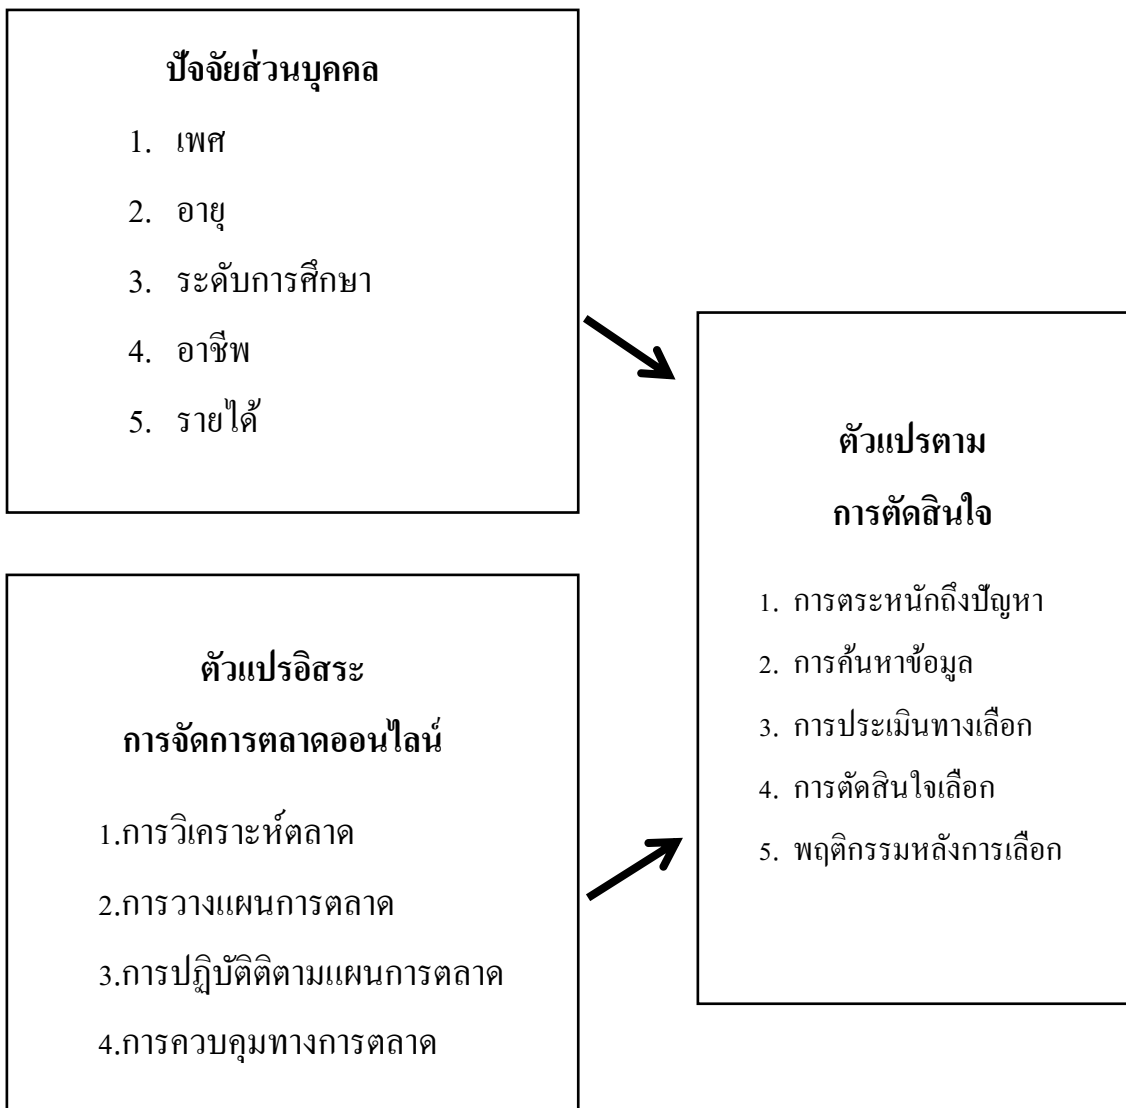 ปัจจัยส่วนบุคคล
1. เพศ
2. อายุ
3. ระดับการศึกษา
4. อาชีพ
5. รายได้
ตัวแปรอิสระ
การจัดการตลาดออนไลน์
1.การวิเคราะห์ตลาด
2.การวางแผนการตลาด
3.การปฏิบัติติตามแผนการตลาด
4.การควบคุมทางการตลาด
ตัวแปรตาม
การตัดสินใจ
1. การตระหนักถึงปัญหา
2. การค้นหาข้อมูล
3. การประเมินทางเลือก
4. การตัดสินใจเลือก
5. พฤติกรรมหลังการเลือก